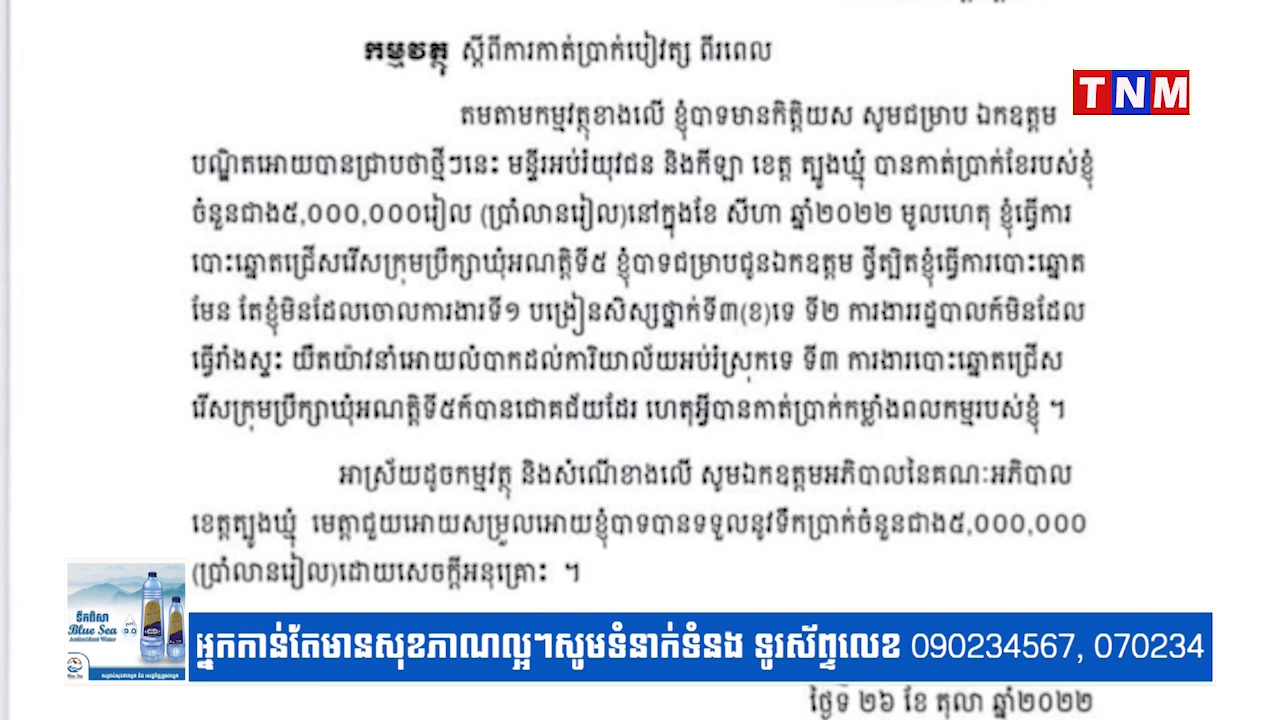 កម្មវត្ថុ ស្ដីពីការកាត់ប្រាក់បៀវត្ស ពីរពេល
TNM
តមតាមកម្មវត្ថុខាងលើ ខ្ញុំបាទមានកិត្តិយស សូមជម្រាប ឯកឧត្ដម
បណ្ឌិតអោយបានជ្រាបថាថ្មីៗនេះ មន្ទីរអប់រំយុវជន និងកីឡា ខេត្ត ត្បូងឃ្មុំ បានកាត់ប្រាក់ខែរបស់ខ្ញុំ
ចំនួនជាង៥,០០០,០០០រៀល (ប្រាំលានរៀល)នៅក្នុងខែ សីហា ឆ្នាំ២០២២ មូលហេតុ ខ្ញុំធ្វើការ
បោះឆ្នោតជ្រើសរើសក្រុមប្រឹក្សាឃុំអណត្តិទី៥ ខ្ញុំបាទជម្រាបជូនឯកឧត្ដម ថ្វីត្បិតខ្ញុំធ្វើការបោះឆ្នោត
មែន តែខ្ញុំមិនដែលចោលការងារទី១ បង្រៀនសិស្សថ្នាក់ទី៣(ខ)ទេ ទី២ ការងាររដ្ឋបាលក៍មិនដែល
ធ្វើរាំងស្ទះ យឺតយ៉ាវនាំអោយលំបាកដល់ការិយាល័យអប់រំស្រុកទេ ទី៣ ការងារបោះឆ្នោតជ្រើស
រើសក្រុមប្រឹក្សាឃុំអណត្តិទី៥ក៍បានជោគជ័យដែរ ហេតុអ្វីបានកាត់ប្រាក់កម្លាំងពលកម្មរបស់ខ្ញុំ ។
អាស្រ័យដូចកម្មវត្ថុ និងសំណើខាងលើ សូមឯកឧត្ដមអភិបាលនៃគណៈអភិបាល
ខេត្តត្បូងឃ្មុំ មេត្តាជួយអោយសម្រួលអោយខ្ញុំបាទបានទទួលនូវទឹកប្រាក់ចំនួនជាង៥,០០០,០០០
(ប្រាំលានរៀល)ដោយសេចក្ដីអនុគ្រោះ ។
ទឹកពិសា
Blue Sea
Antioxidant Water
អ្នកកាន់តែមានសុខភាណល្អ។សូមទំនាក់ទំនង ទូរស័ព្ទលេខ 090234567, 070234
ថ្ងៃទី ២៦ ខែ តុលា ឆ្នាំ២០២២